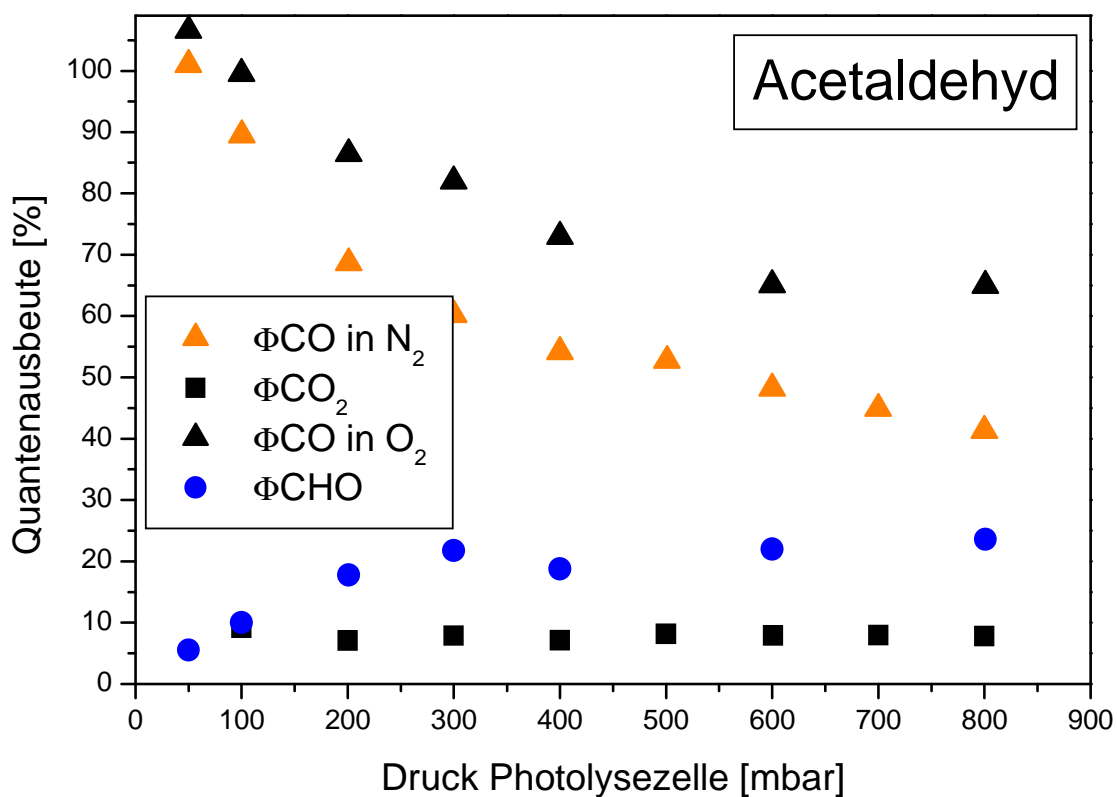 Acetaldehyd
Quantenausbeute [%]
100
90
80
70
60
50
40
30
20
10
0
ΦCO in N₂
ΦCO₂
ΦCO in O₂
ΦCHO
0 100 200 300 400 500 600 700 800 900
Druck Photolysezelle [mbar]